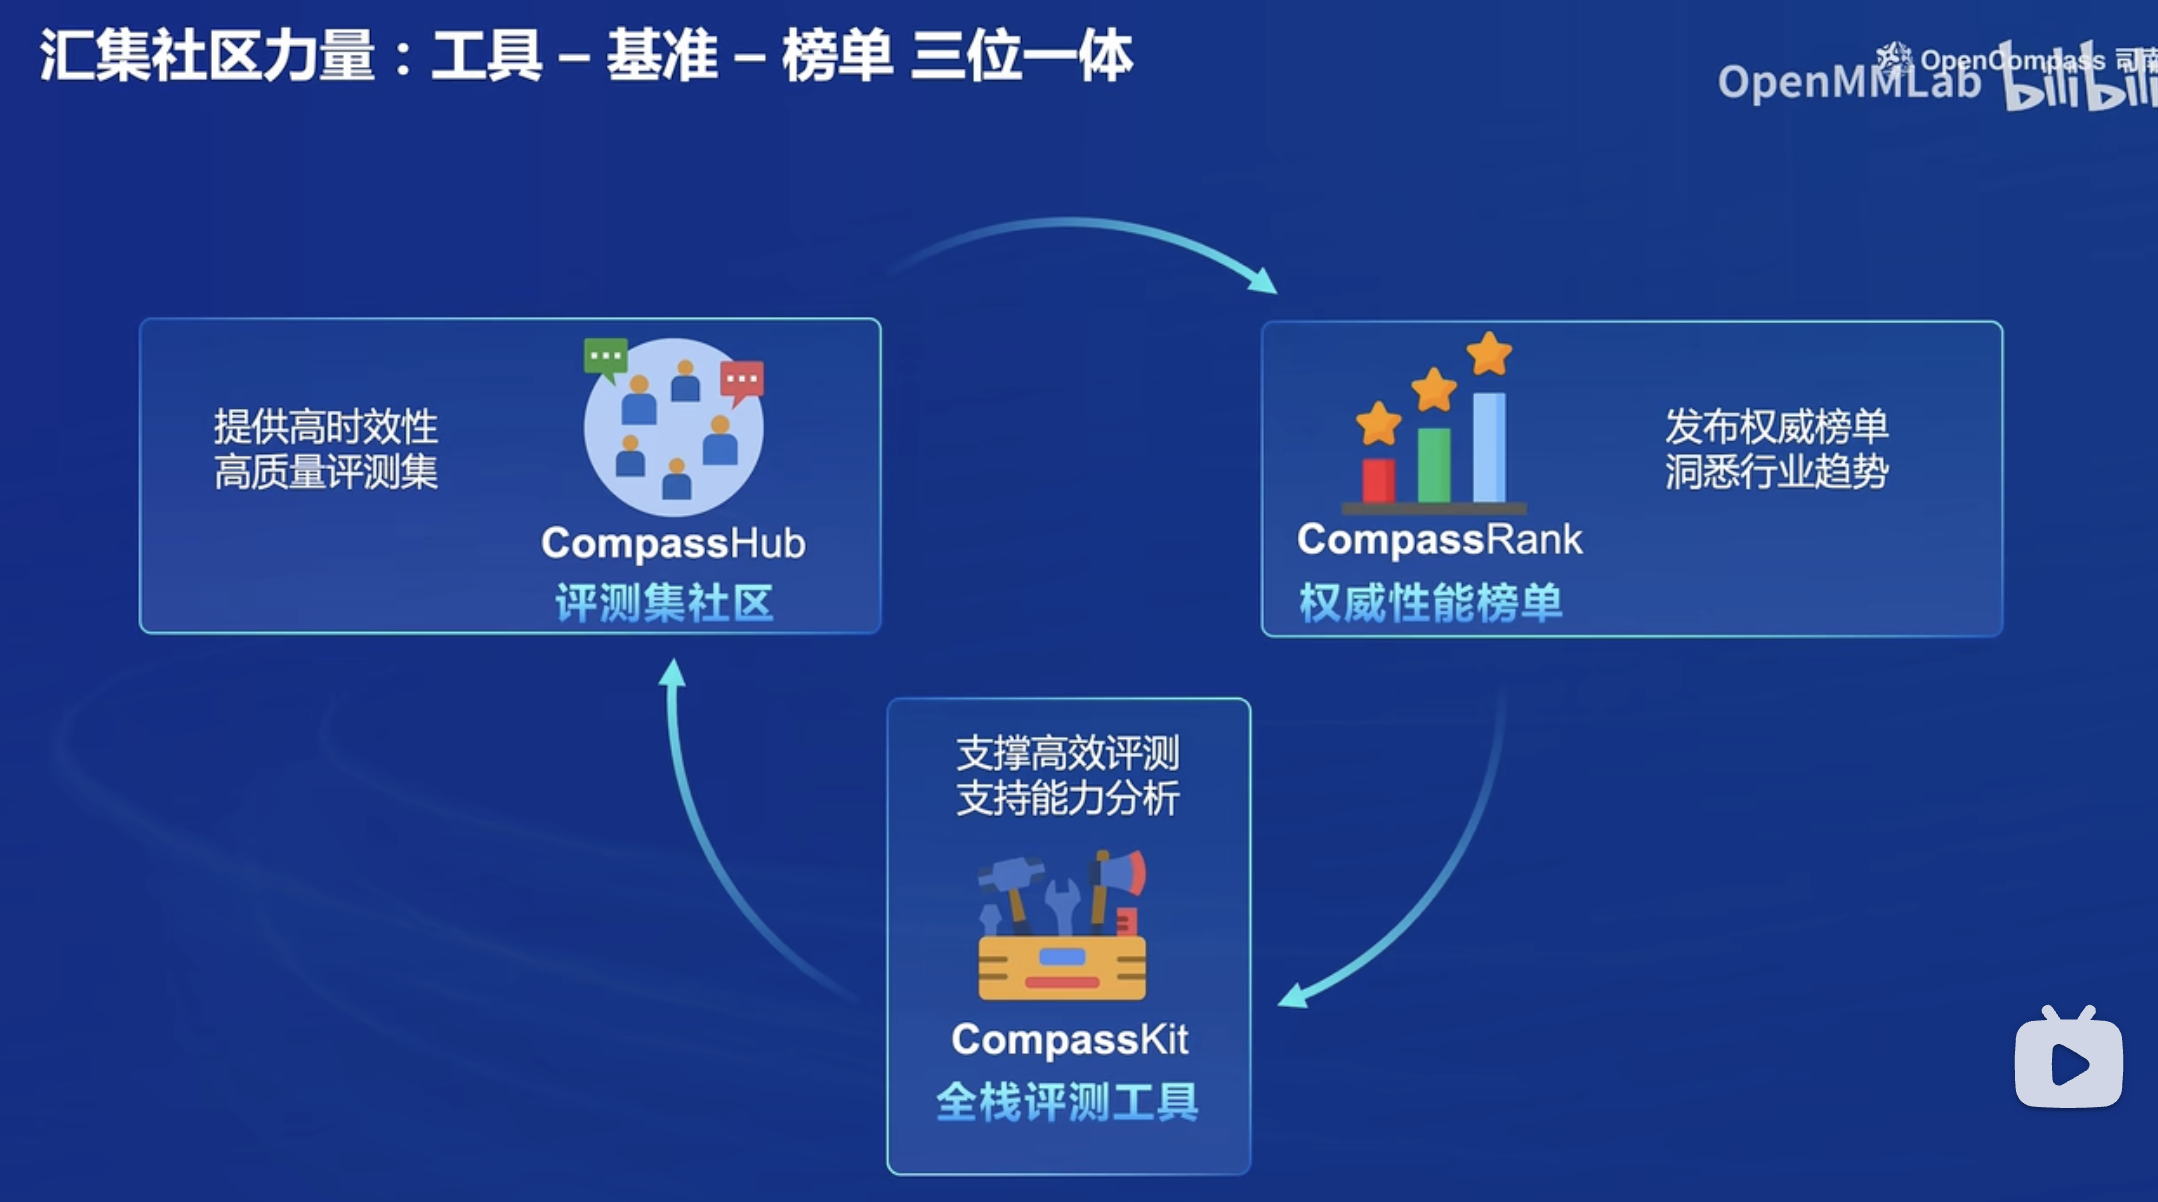 汇集社区力量：工具 – 基准 – 榜单 三位一体
OpenCompass 司南
OpenMMLab bilibili
提供高时效性
高质量评测集
CompassHub
评测集社区
CompassRank
权威性能榜单
发布权威榜单
洞悉行业趋势
支撑高效评测
支持能力分析
CompassKit
全栈评测工具